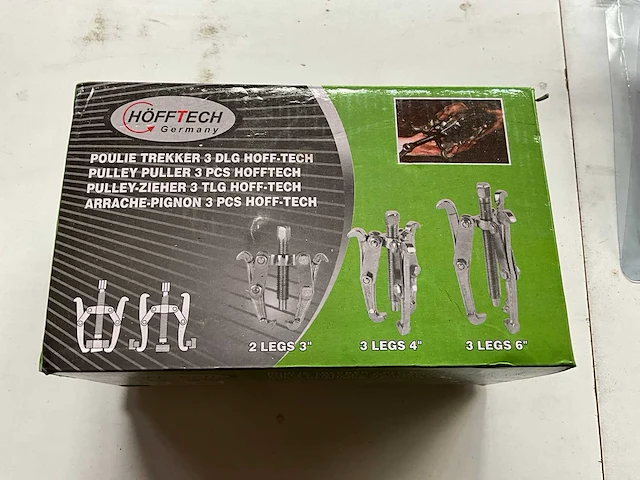 HÖFFTECH
Germany
POULIE TREKKER 3 DLG HOFF-TECH
PULLEY PULLER 3 PCS HOFFTECH
PULLEY-ZIEHER 3 TLG HOFF-TECH
ARRACHE-PIGNON 3 PCS HOFF-TECH
2 LEGS 3"
3 LEGS 4"
3 LEGS 6"